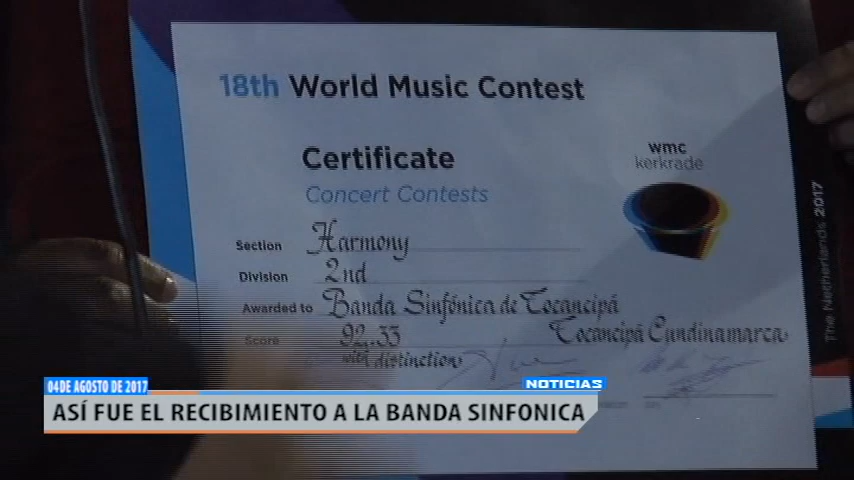 18th World Music Contest
Certificate
Concert Contests
wmc
kerkrade
Section Harmony
Division 2nd
Awarded to Banda Sinfónica de Tocancipá
Score 92.33 Tocancipá Cundinamarca
with distinction
The Netherlands 2017
04 DE AGOSTO DE 2017
NOTICIAS
ASÍ FUE EL RECIBIMIENTO A LA BANDA SINFONICA